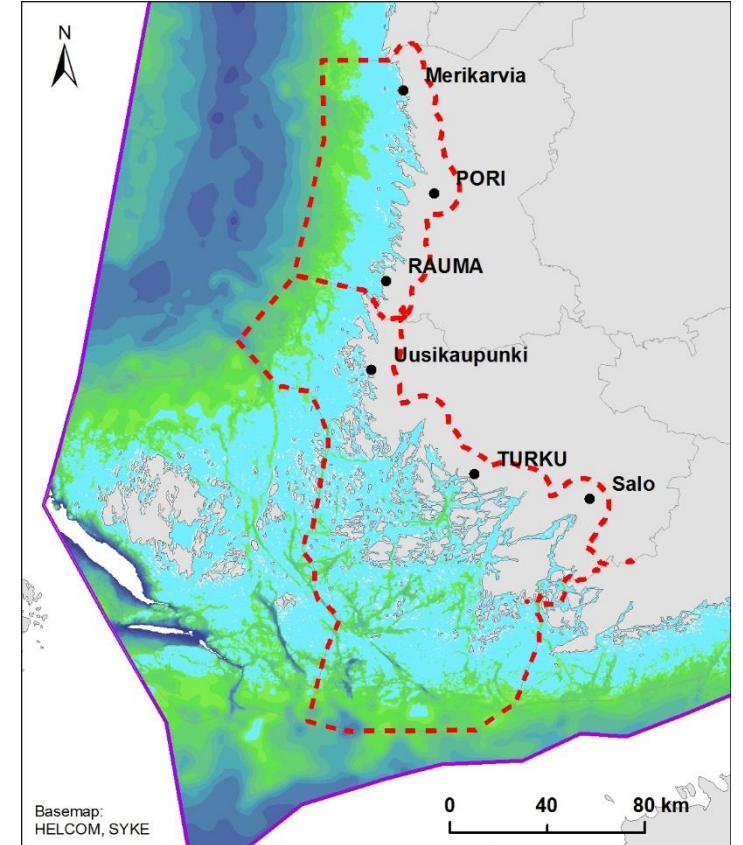 N
Merikarvia
PORI
RAUMA
Uusikaupunki
TURKU
Salo
Basemap:
HELCOM, SYKE
0 40 80 km